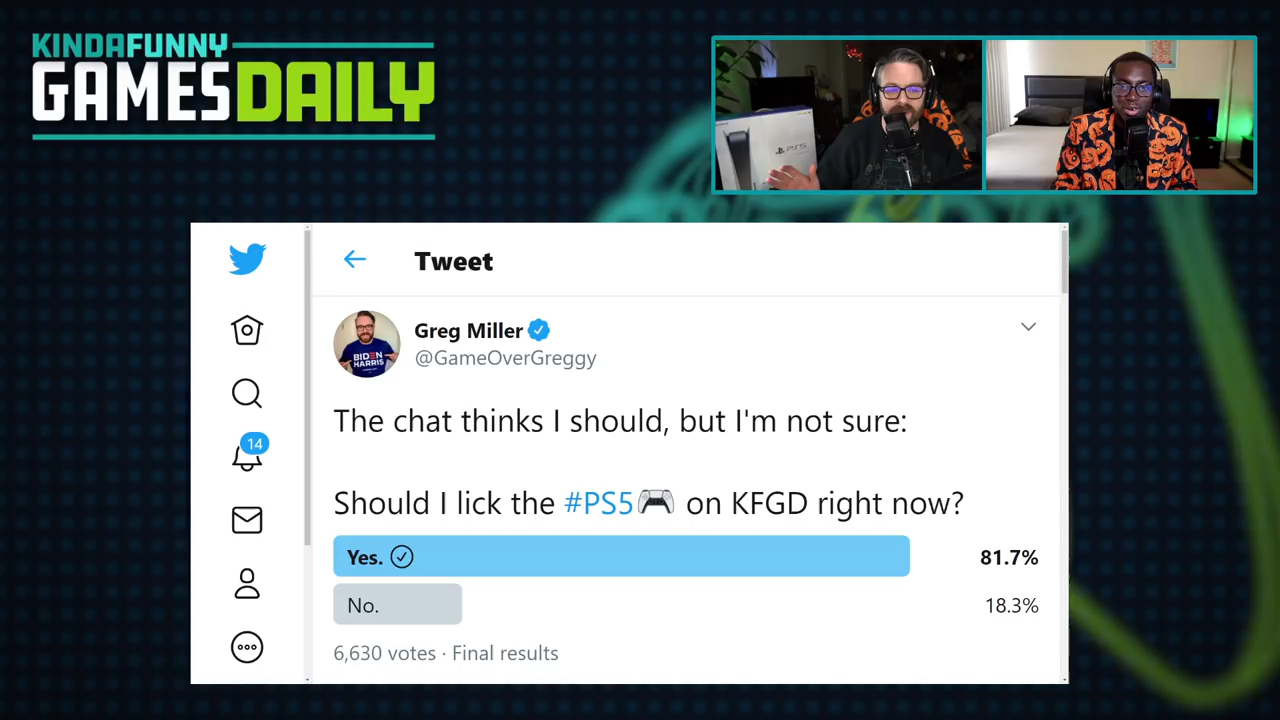 KINDAFUNNY
GAMESDAILY
PS5
Tweet
Greg Miller
@GameOverGreggy
BIDEN
HARRIS
The chat thinks I should, but I'm not sure:
14
Should I lick the #PS5 on KFGD right now?
Yes. 81.7%
No. 18.3%
6,630 votes · Final results